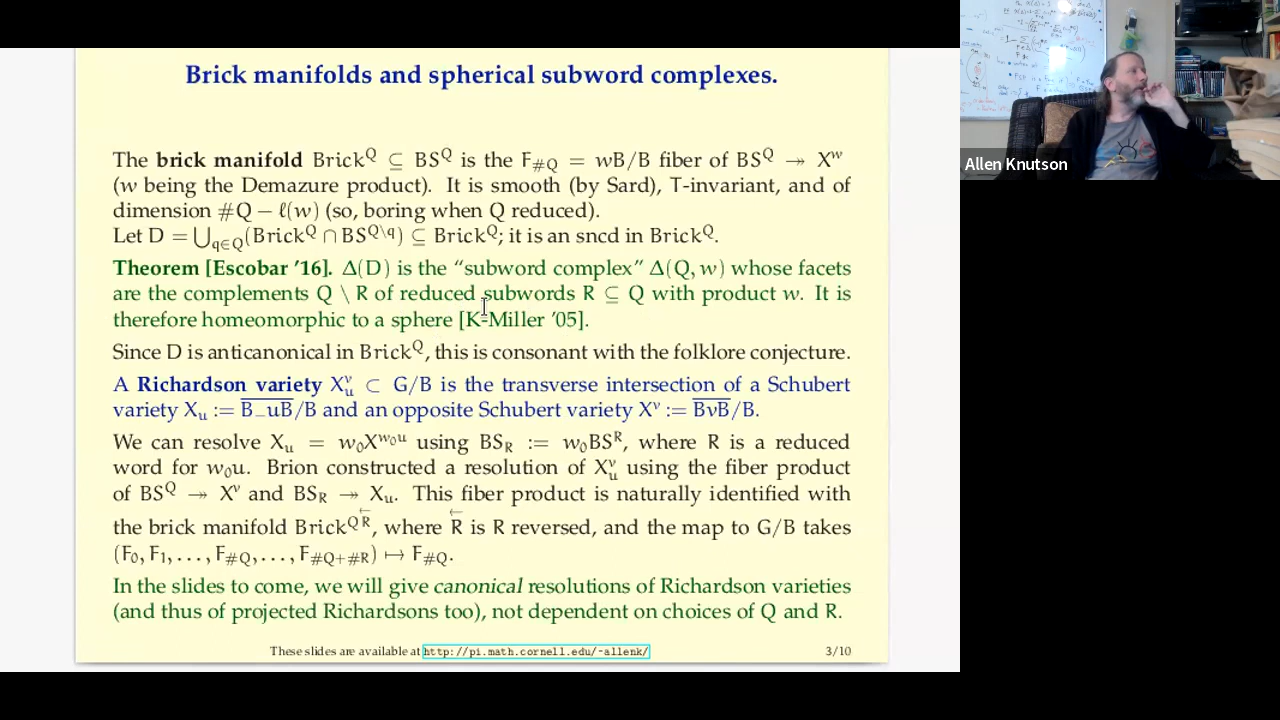 Brick manifolds and spherical subword complexes.
The brick manifold Brick^Q ⊆ BS^Q is the F_{#Q} = wB/B fiber of BS^Q ↠ X^w
(w being the Demazure product). It is smooth (by Sard), T-invariant, and of
dimension #Q − ℓ(w) (so, boring when Q reduced).
Let D = ⋃_{q∈Q}(Brick^Q ∩ BS^{Q\q}) ⊆ Brick^Q; it is an sncd in Brick^Q.
Theorem [Escobar '16]. Δ(D) is the “subword complex” Δ(Q, w) whose facets
are the complements Q \ R of reduced subwords R ⊆ Q with product w. It is
therefore homeomorphic to a sphere [K-Miller '05].
Since D is anticanonical in Brick^Q, this is consonant with the folklore conjecture.
A Richardson variety X_u^v ⊂ G/B is the transverse intersection of a Schubert
variety X_u := \overline{B_−uB}/B and an opposite Schubert variety X^v := \overline{BvB}/B.
We can resolve X_u = w_0X^{w_0u} using BS_R := w_0BS^R, where R is a reduced
word for w_0u. Brion constructed a resolution of X_u^v using the fiber product
of BS^Q ↠ X^v and BS_R ↠ X_u. This fiber product is naturally identified with
the brick manifold Brick^{Q\overleftarrow{R}}, where \overleftarrow{R} is R reversed, and the map to G/B takes
(F_0, F_1, . . . , F_{#Q}, . . . , F_{#Q+#R}) ↦ F_{#Q}.
In the slides to come, we will give canonical resolutions of Richardson varieties
(and thus of projected Richardsons too), not dependent on choices of Q and R.
These slides are available at http://pi.math.cornell.edu/~allenk/
3/10
Allen Knutson